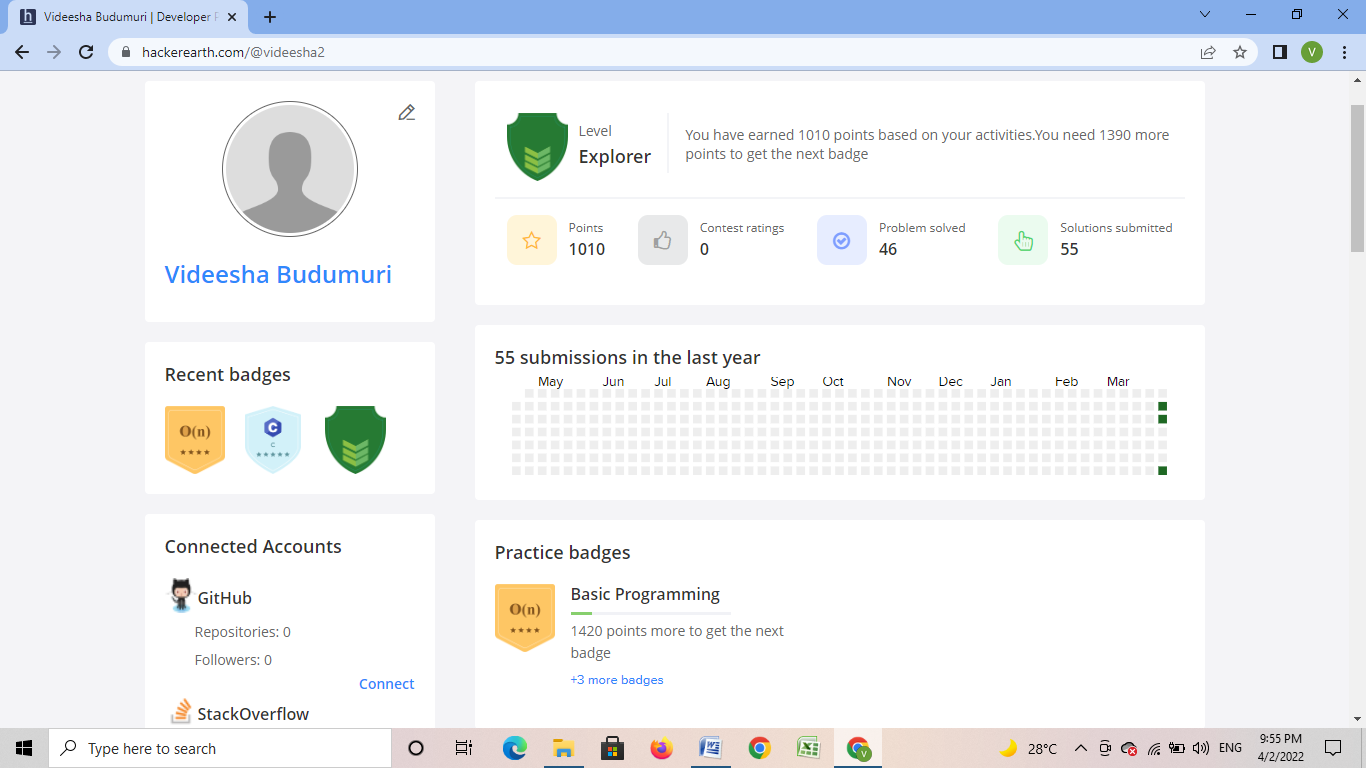 Videesha Budumuri | Developer P
hackerearth.com/@videesha2
V
Videesha Budumuri
Level
Explorer
You have earned 1010 points based on your activities.You need 1390 more
points to get the next badge
Points
1010
Contest ratings
0
Problem solved
46
Solutions submitted
55
Recent badges
O(n)
C
C
55 submissions in the last year
May Jun Jul Aug Sep Oct Nov Dec Jan Feb Mar
Connected Accounts
GitHub
Repositories: 0
Followers: 0
Connect
StackOverflow
Practice badges
O(n)
Basic Programming
1420 points more to get the next
badge
+3 more badges
Type here to search
V
28°C
ENG
9:55 PM
4/2/2022